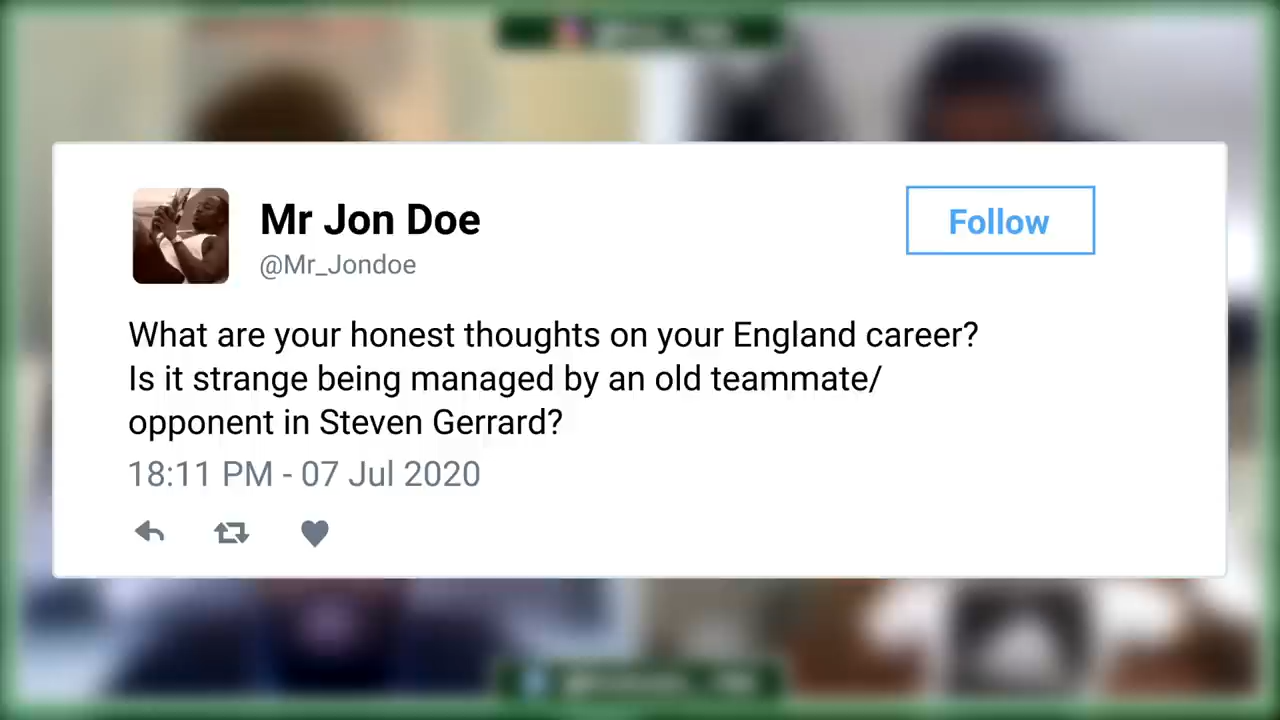 Mr Jon Doe
@Mr_Jondoe
Follow
What are your honest thoughts on your England career?
Is it strange being managed by an old teammate/
opponent in Steven Gerrard?
18:11 PM - 07 Jul 2020